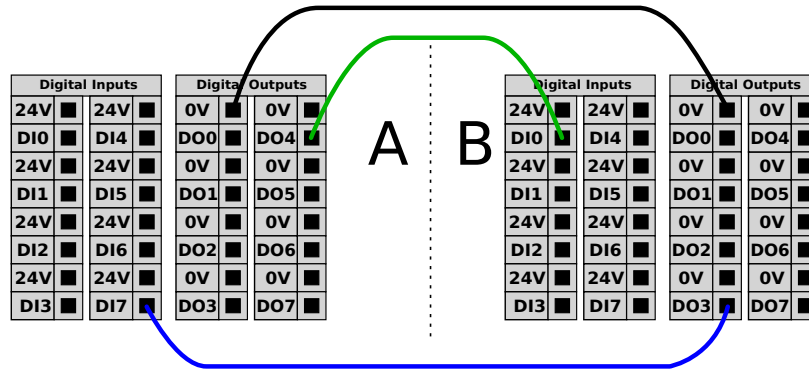 Digital Inputs Digital Outputs Digital Inputs Digital Outputs
24V 24V 0V 0V 24V 24V 0V 0V
DI0 DI4 DO0 DO4 A B DI0 DI4 DO0 DO4
24V 24V 0V 0V 24V 24V 0V 0V
DI1 DI5 DO1 DO5 DI1 DI5 DO1 DO5
24V 24V 0V 0V 24V 24V 0V 0V
DI2 DI6 DO2 DO6 DI2 DI6 DO2 DO6
24V 24V 0V 0V 24V 24V 0V 0V
DI3 DI7 DO3 DO7 DI3 DI7 DO3 DO7